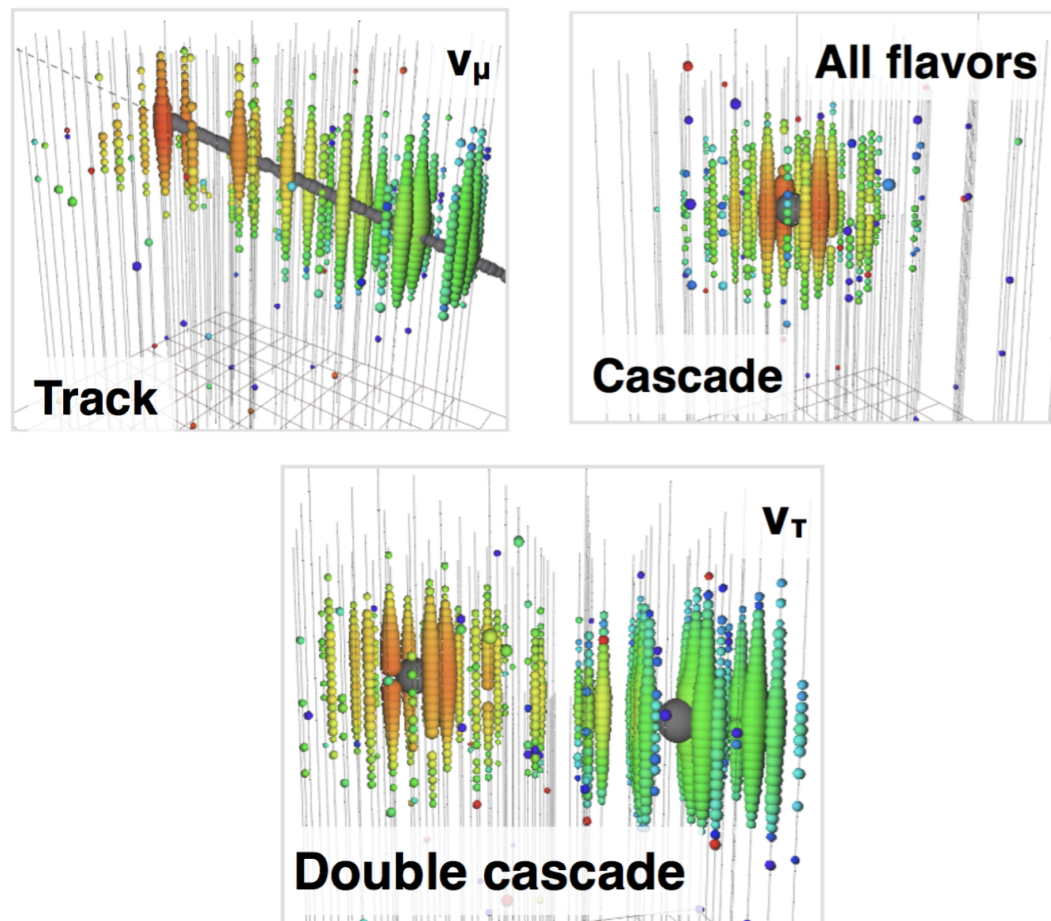 νμ
Track
All flavors
Cascade
ντ
Double cascade